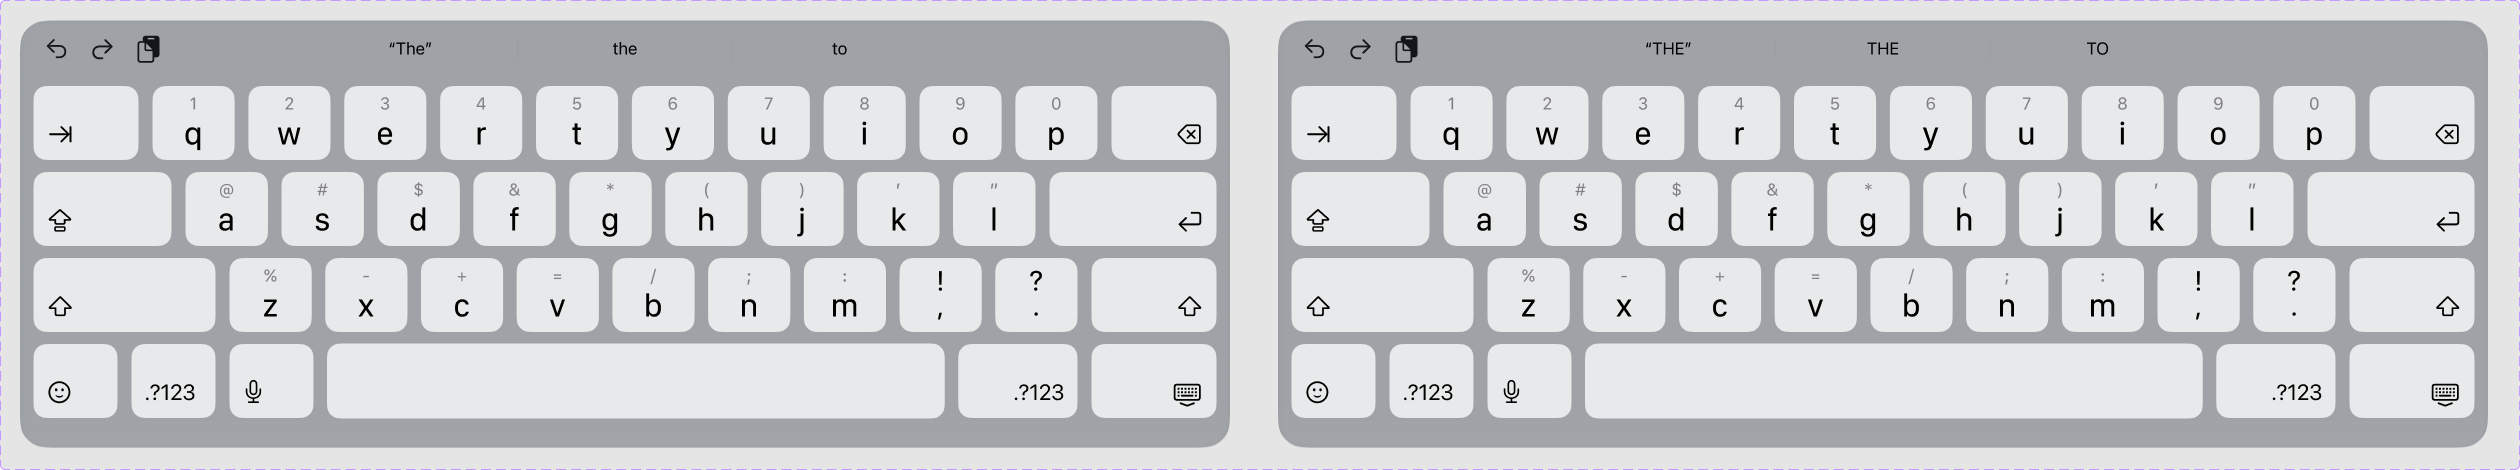 “The” the to
1 2 3 4 5 6 7 8 9 0
q w e r t y u i o p
@ # $ & * ( ) ' "
a s d f g h j k l
% - + = / ; : ! ?
z x c v b n m , .
.?123 .?123
“THE” THE TO
1 2 3 4 5 6 7 8 9 0
q w e r t y u i o p
@ # $ & * ( ) ' "
a s d f g h j k l
% - + = / ; : ! ?
z x c v b n m , .
.?123 .?123